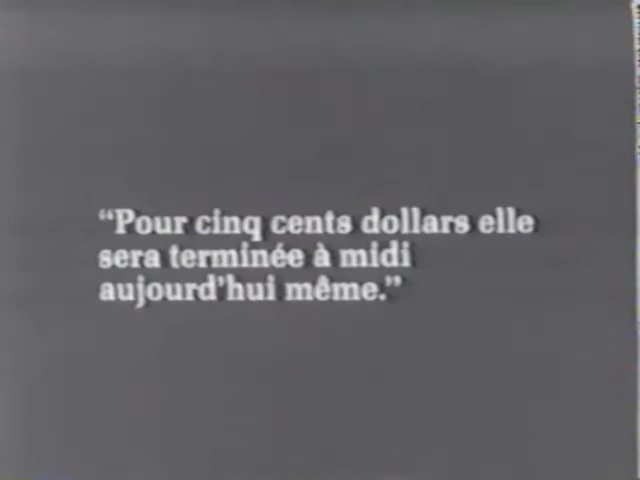 “Pour cinq cents dollars elle
sera terminée à midi
aujourd’hui même.”